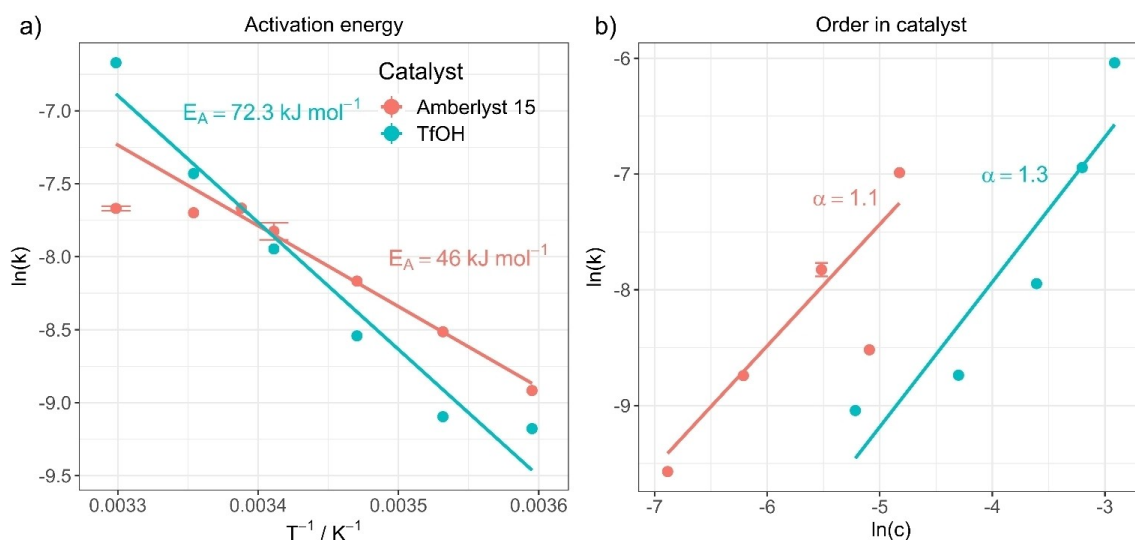 a)
Activation energy
Catalyst
Amberlyst 15
TfOH
E_A = 72.3 kJ mol⁻¹
E_A = 46 kJ mol⁻¹
ln(k)
-7.0
-7.5
-8.0
-8.5
-9.0
-9.5
0.0033 0.0034 0.0035 0.0036
T⁻¹ / K⁻¹
b)
Order in catalyst
α = 1.1
α = 1.3
ln(k)
-6
-7
-8
-9
-7 -6 -5 -4 -3
ln(c)